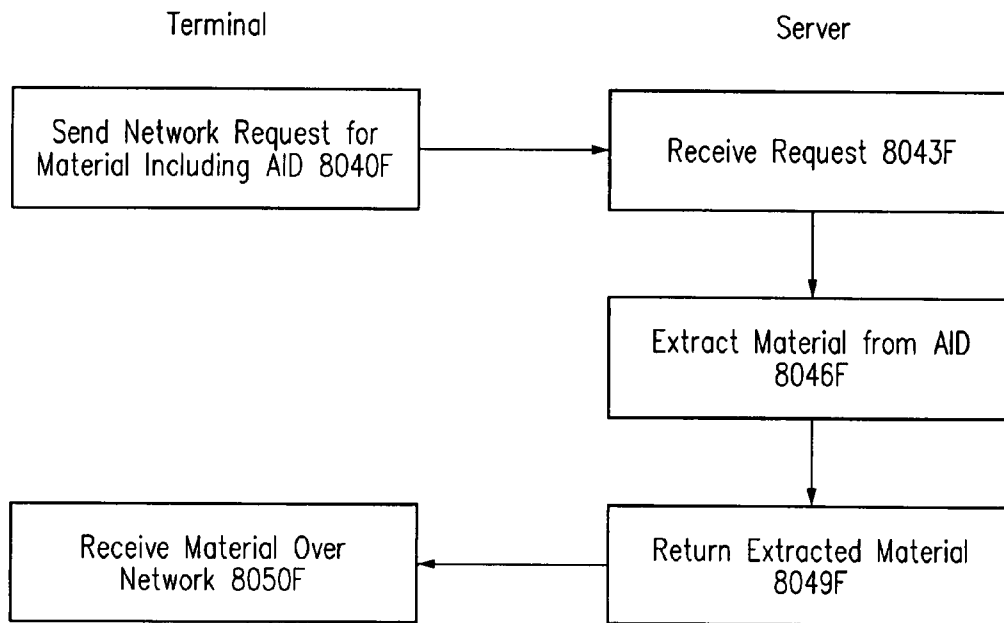 Terminal
Server
Send Network Request for
Material Including AID 8040F
Receive Request 8043F
Extract Material from AID
8046F
Return Extracted Material
8049F
Receive Material Over
Network 8050F